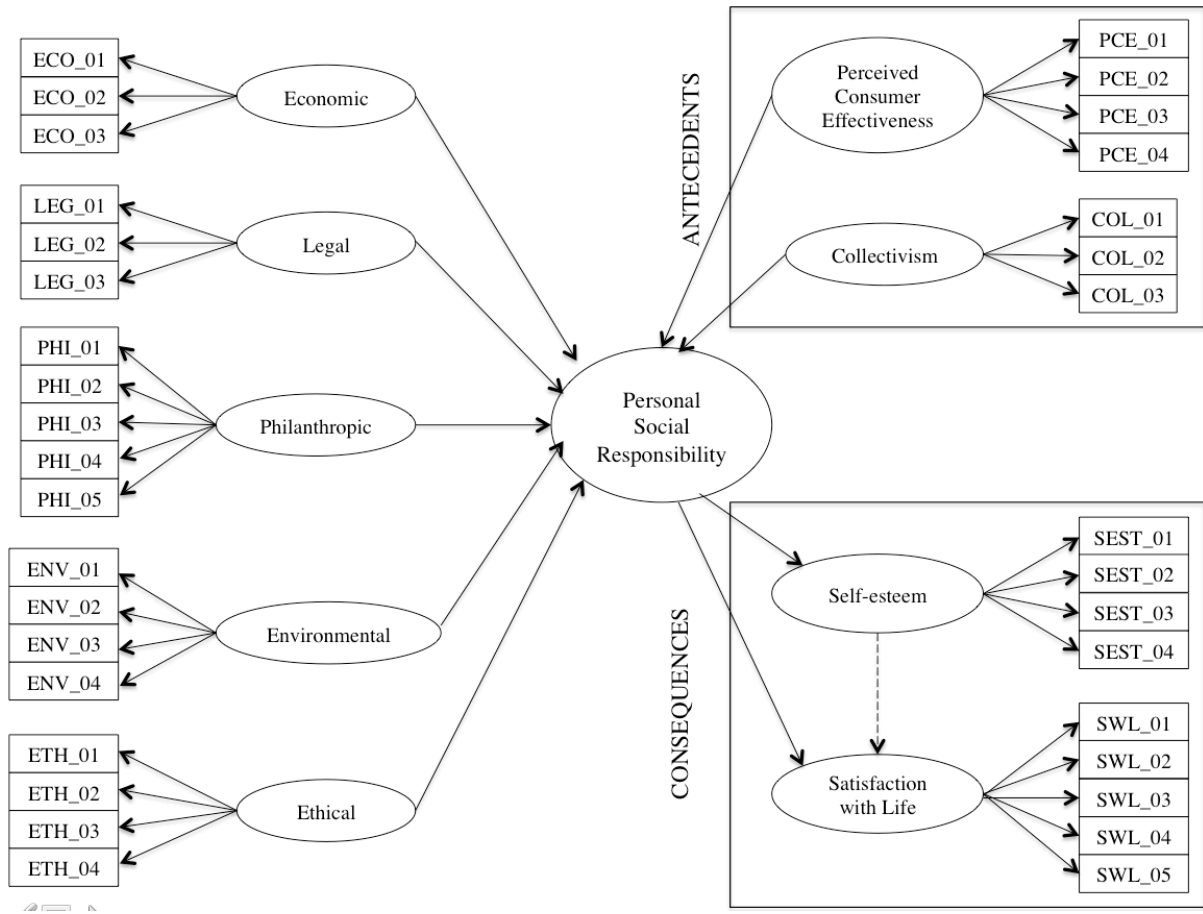 ECO_01
ECO_02
ECO_03
Economic
LEG_01
LEG_02
LEG_03
Legal
PHI_01
PHI_02
PHI_03
PHI_04
PHI_05
Philanthropic
ENV_01
ENV_02
ENV_03
ENV_04
Environmental
ETH_01
ETH_02
ETH_03
ETH_04
Ethical
Personal
Social
Responsibility
ANTECEDENTS
Perceived
Consumer
Effectiveness
PCE_01
PCE_02
PCE_03
PCE_04
Collectivism
COL_01
COL_02
COL_03
CONSEQUENCES
Self-esteem
SEST_01
SEST_02
SEST_03
SEST_04
Satisfaction
with Life
SWL_01
SWL_02
SWL_03
SWL_04
SWL_05